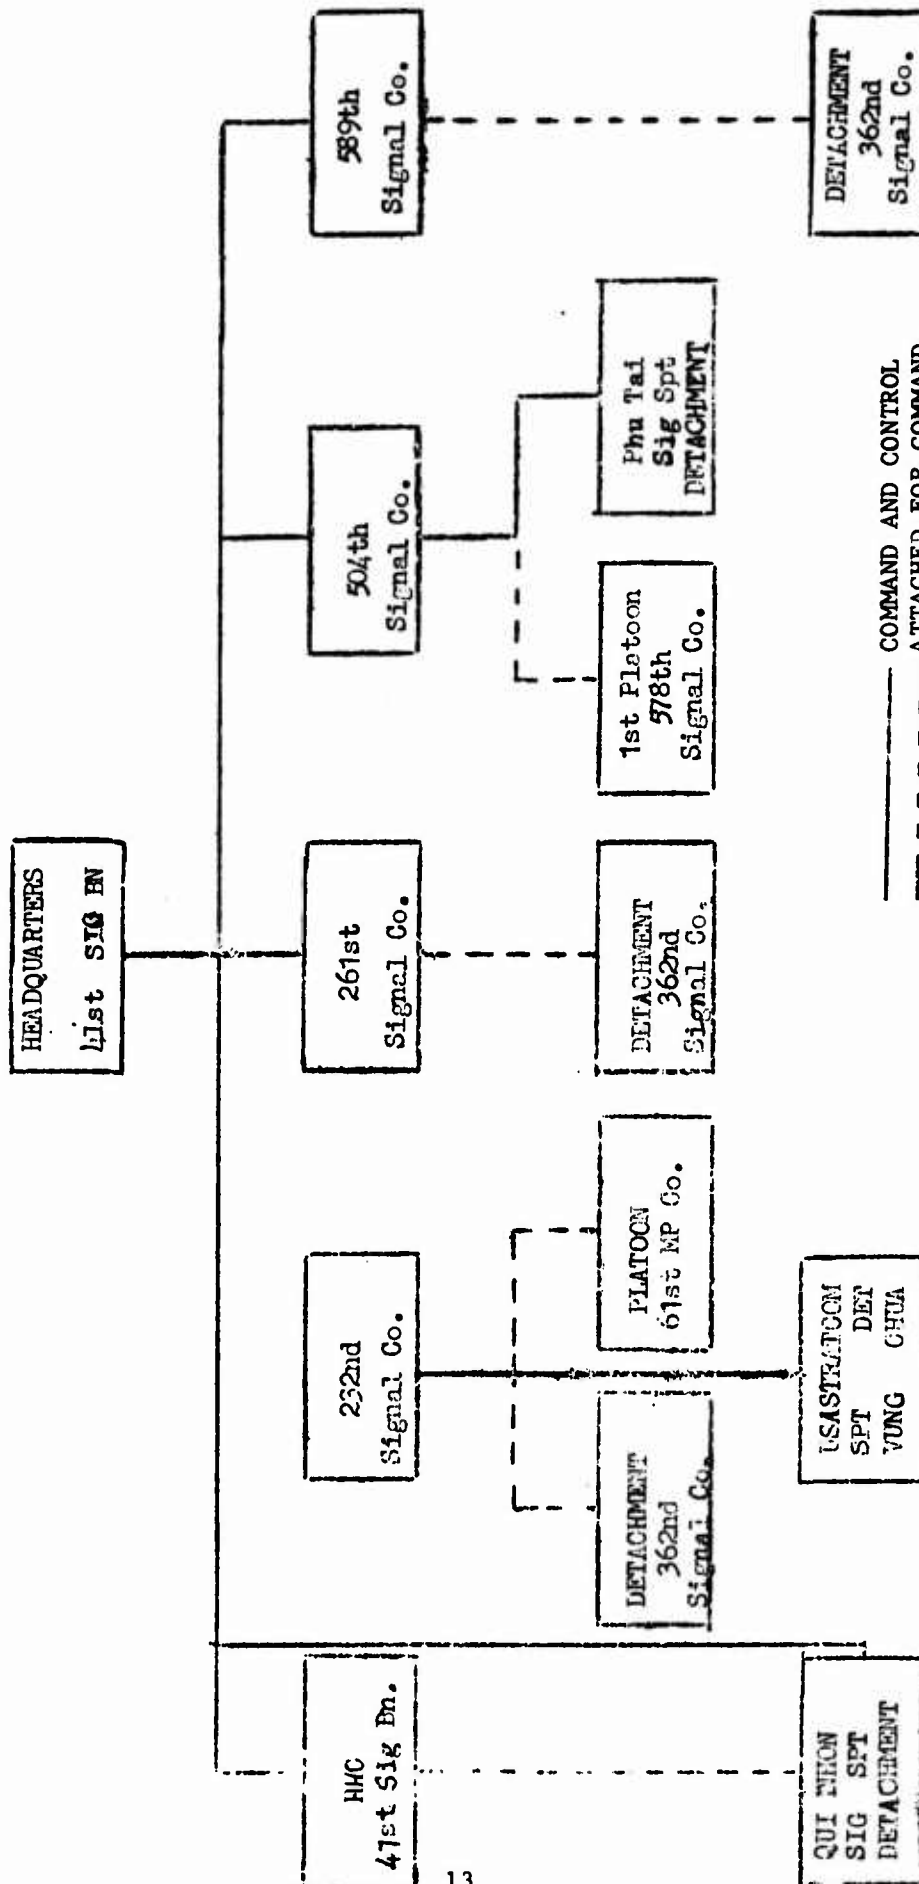 HEADQUARTERS
41st SIG BN
HHC
41st Sig Bn.
232nd
Signal Co.
261st
Signal Co.
504th
Signal Co.
589th
Signal Co.
DETACHMENT
362nd
Signal Co.
PLATOON
61st MP Co.
DETACHMENT
362nd
Signal Co.
1st Platoon
578th
Signal Co.
Phu Tai
Sig Spt
DETACHMENT
QUI NHON
SIG SPT
DETACHMENT
USASTRATCOM
SPT DET
VUNG CHUA
DETACHMENT
362nd
Signal Co.
COMMAND AND CONTROL
ATTACHED FOR COMMAND
13